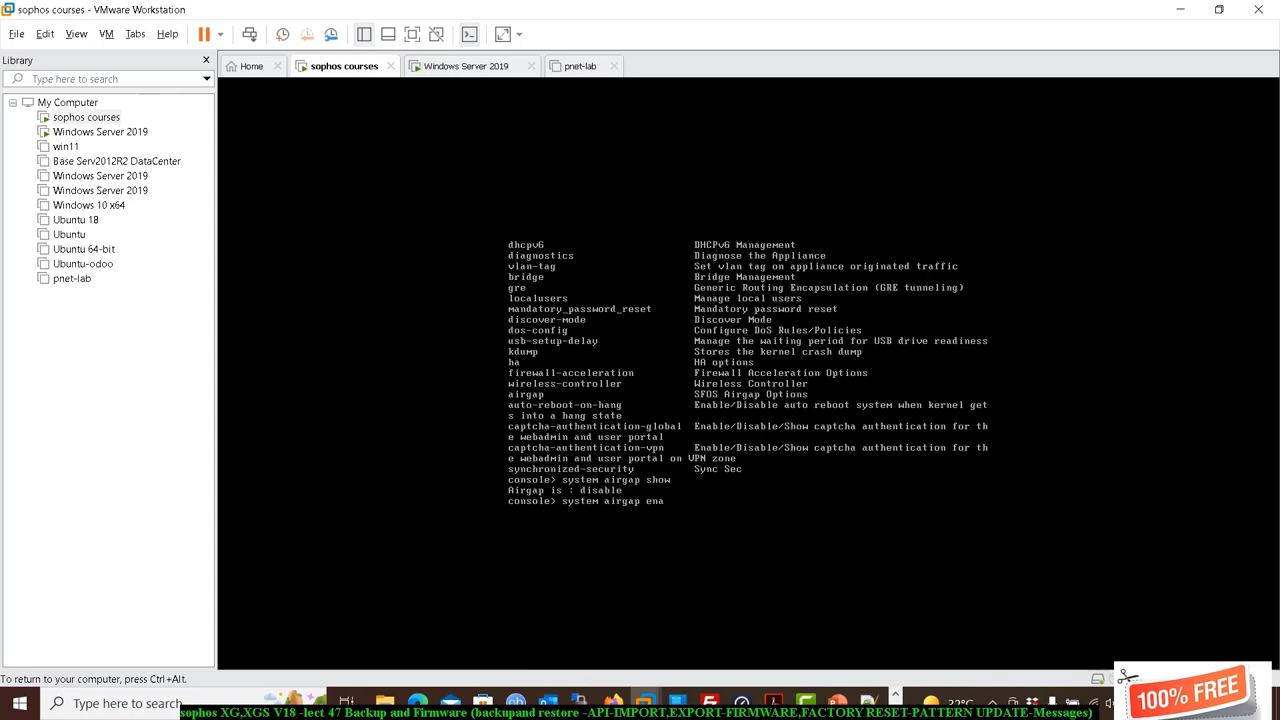 sophos courses - VMware Workstation
File Edit View VM Tabs Help
Library
Type here to search
My Computer
sophos courses
Windows Server 2019
win11
Base Serv2012R2 DataCenter
Windows Server 2019
Windows Server 2019
Windows 10 x64
Ubuntu 18
Ubuntu
Ubuntu 64-bit
Ubuntu-odoo
pnet-lab
Home sophos courses Windows Server 2019 pnet-lab
dhcpv6 DHCPv6 Management
diagnostics Diagnose the Appliance
vlan-tag Set vlan tag on appliance originated traffic
bridge Bridge Management
gre Generic Routing Encapsulation (GRE tunneling)
localusers Manage local users
mandatory_password_reset Mandatory password reset
discover-mode Discover Mode
dos-config Configure DoS Rules/Policies
usb-setup-delay Manage the waiting period for USB drive readiness
kdump Stores the kernel crash dump
ha HA options
firewall-acceleration Firewall Acceleration Options
wireless-controller Wireless Controller
airgap SFOS Airgap Options
auto-reboot-on-hang Enable/Disable auto reboot system when kernel get
s into a hang state
captcha-authentication-global Enable/Disable/Show captcha authentication for th
e webadmin and user portal
captcha-authentication-vpn Enable/Disable/Show captcha authentication for th
e webadmin and user portal on VPN zone
synchronized-security Sync Sec
console> system airgap show
Airgap is : disable
console> system airgap ena
To return to your computer, press Ctrl+Alt.
Type here to search
100% FREE
sophos XG,XGS V18 -lect 47 Backup and Firmware (backupand restore -API-IMPORT,EXPORT-FIRMWARE,FACTORY RESET-PATTERN UPDATE-Messages)